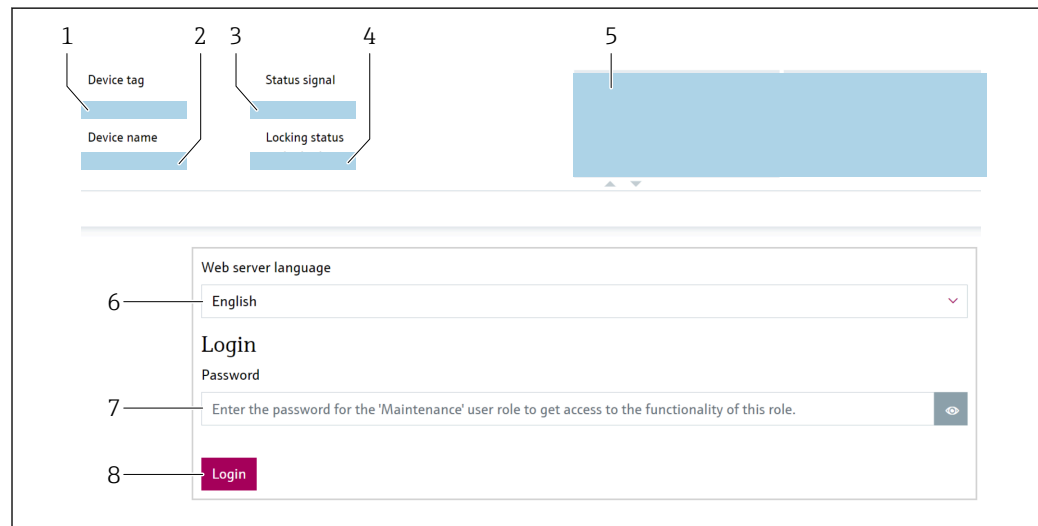 1 2 3 4 5
Device tag Status signal
Device name Locking status
Web server language
6 English
Login
Password
7 Enter the password for the 'Maintenance' user role to get access to the functionality of this role.
8 Login